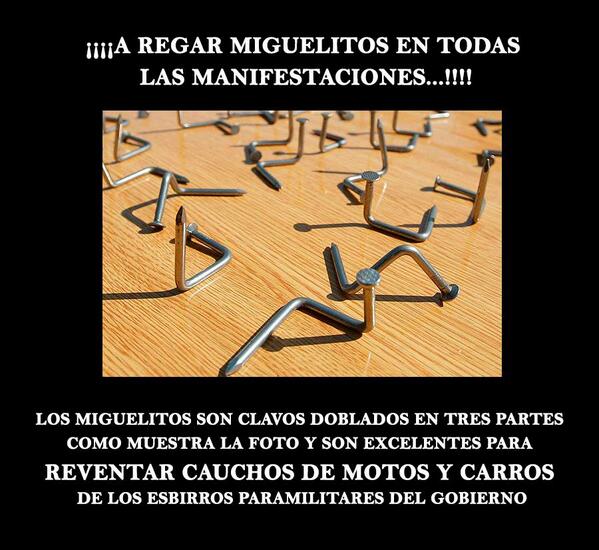 ¡¡¡¡A REGAR MIGUELITOS EN TODAS
LAS MANIFESTACIONES...!!!!
LOS MIGUELITOS SON CLAVOS DOBLADOS EN TRES PARTES
COMO MUESTRA LA FOTO Y SON EXCELENTES PARA
REVENTAR CAUCHOS DE MOTOS Y CARROS
DE LOS ESBIRROS PARAMILITARES DEL GOBIERNO